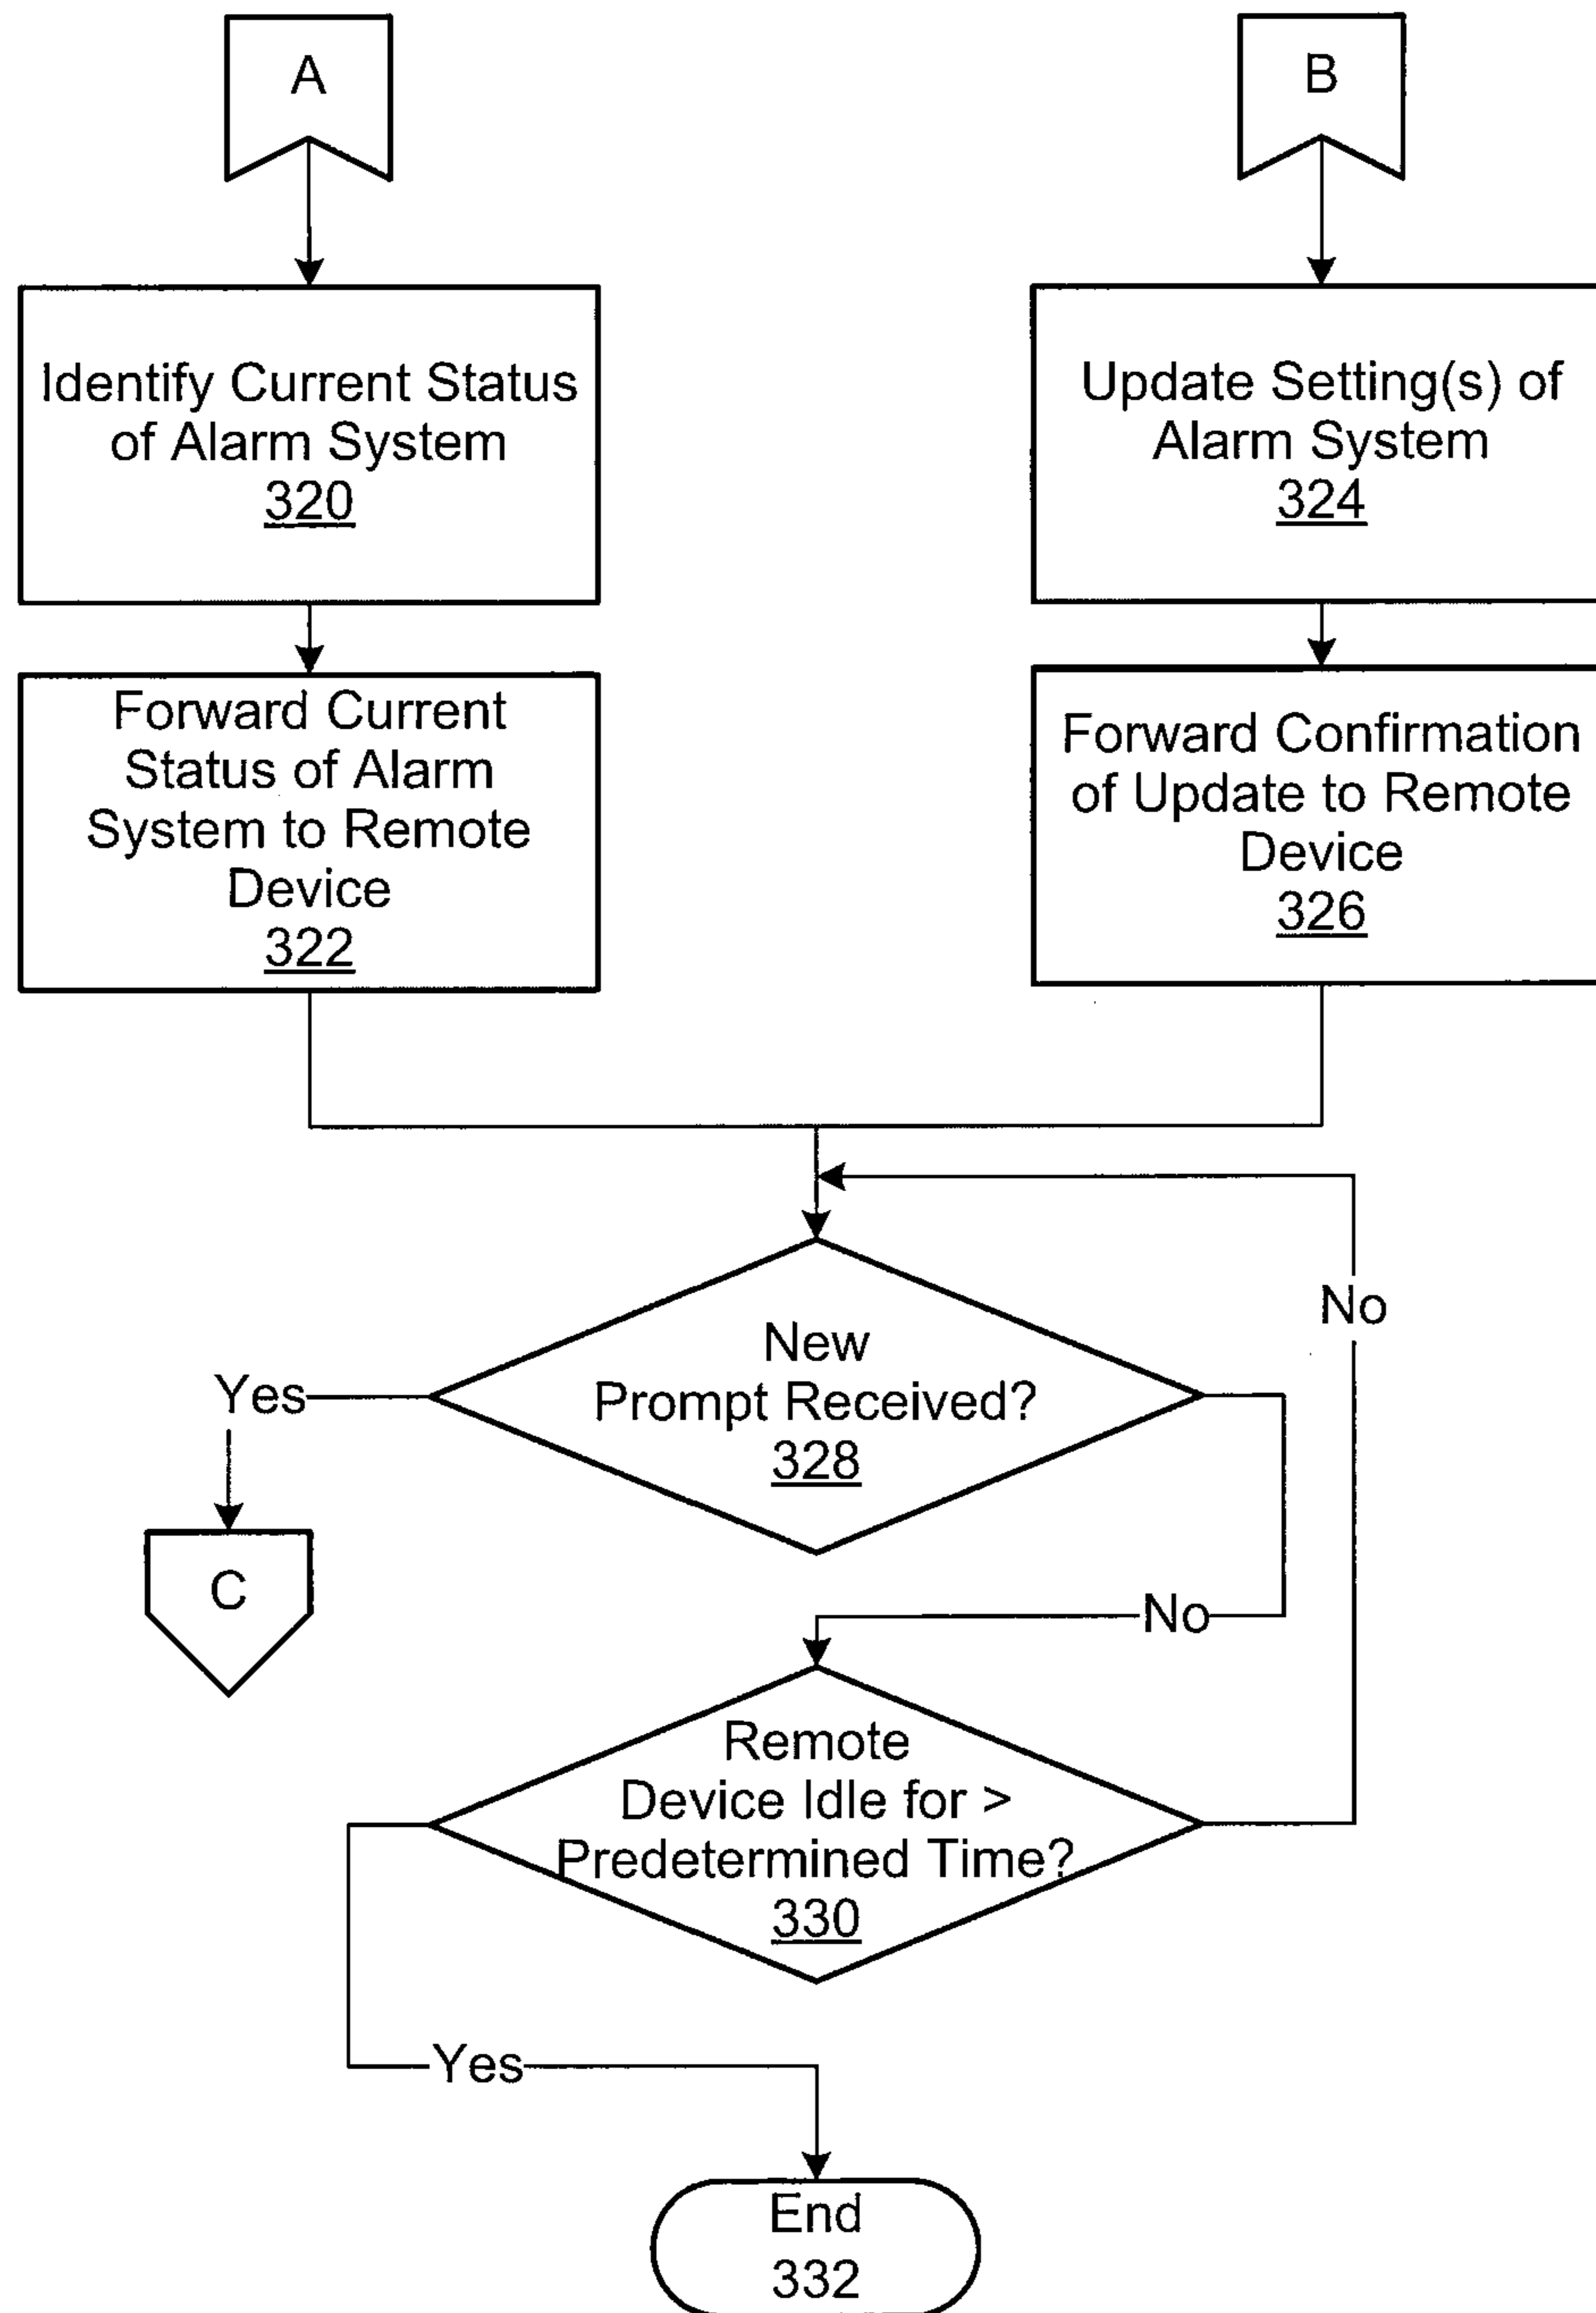 A
B
Identify Current Status
of Alarm System
320
Update Setting(s) of
Alarm System
324
Forward Current
Status of Alarm
System to Remote
Device
322
Forward Confirmation
of Update to Remote
Device
326
No
New
Prompt Received?
328
Yes
C
No
Remote
Device Idle for >
Predetermined Time?
330
Yes
End
332